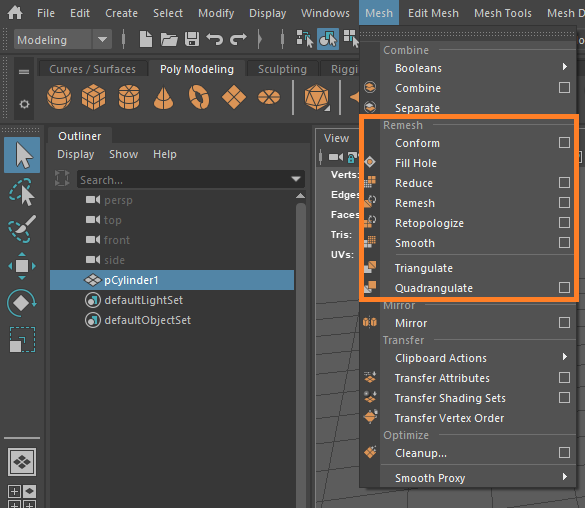 File Edit Create Select Modify Display Windows Mesh Edit Mesh Mesh Tools Mesh D
Modeling
Curves / Surfaces Poly Modeling Sculpting Riggi
Outliner
Display Show Help
Search...
persp
top
front
side
pCylinder1
defaultLightSet
defaultObjectSet
View
Verts:
Edges
Faces
Tris:
UVs:
Combine
Booleans
Combine
Separate
Remesh
Conform
Fill Hole
Reduce
Remesh
Retopologize
Smooth
Triangulate
Quadrangulate
Mirror
Mirror
Transfer
Clipboard Actions
Transfer Attributes
Transfer Shading Sets
Transfer Vertex Order
Optimize
Cleanup...
Smooth Proxy